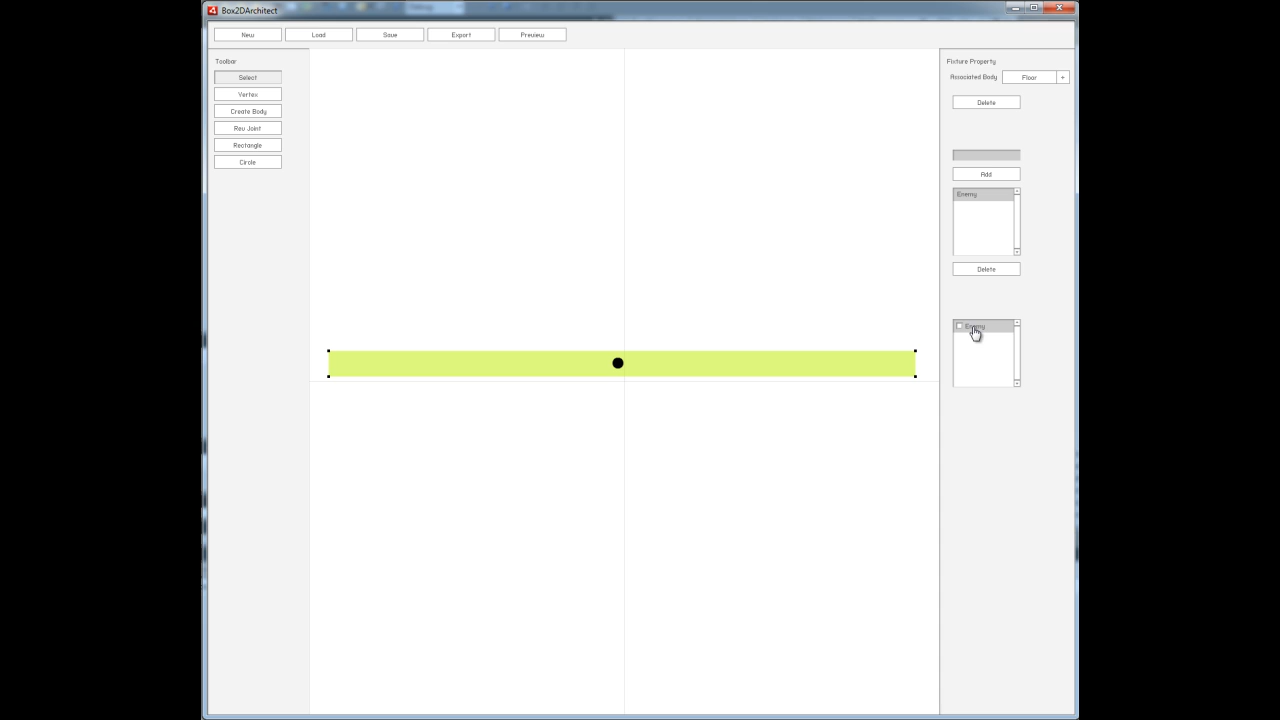 Box2DArchitect
New Load Save Export Preview
Toolbar
Select
Vertex
Create Body
Rev Joint
Rectangle
Circle
Fixture Property
Associated Body Floor +
Delete
Add
Enemy
Delete
Enemy